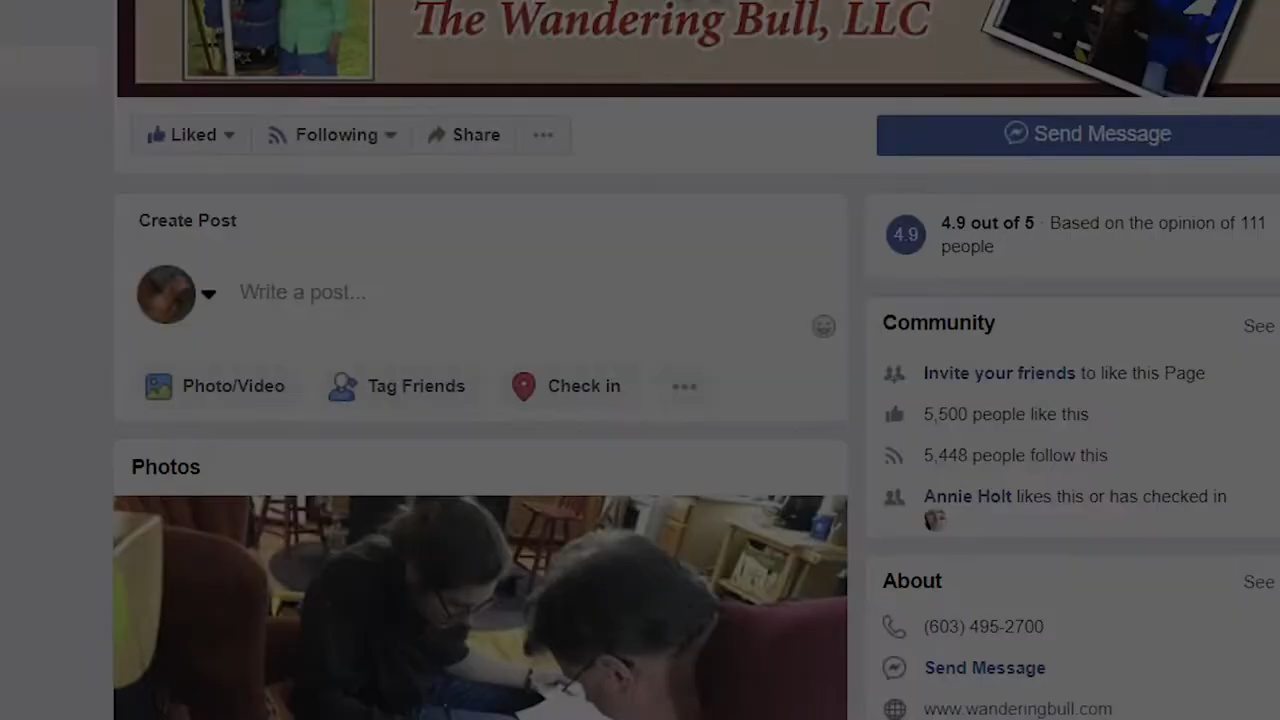 The Wandering Bull, LLC
Liked
Following
Share
Send Message
Create Post
4.9
4.9 out of 5 · Based on the opinion of 111
people
Write a post...
Community
See
Photo/Video
Tag Friends
Check in
Invite your friends to like this Page
5,500 people like this
5,448 people follow this
Photos
Annie Holt likes this or has checked in
About
See
(603) 495-2700
Send Message
www.wanderingbull.com